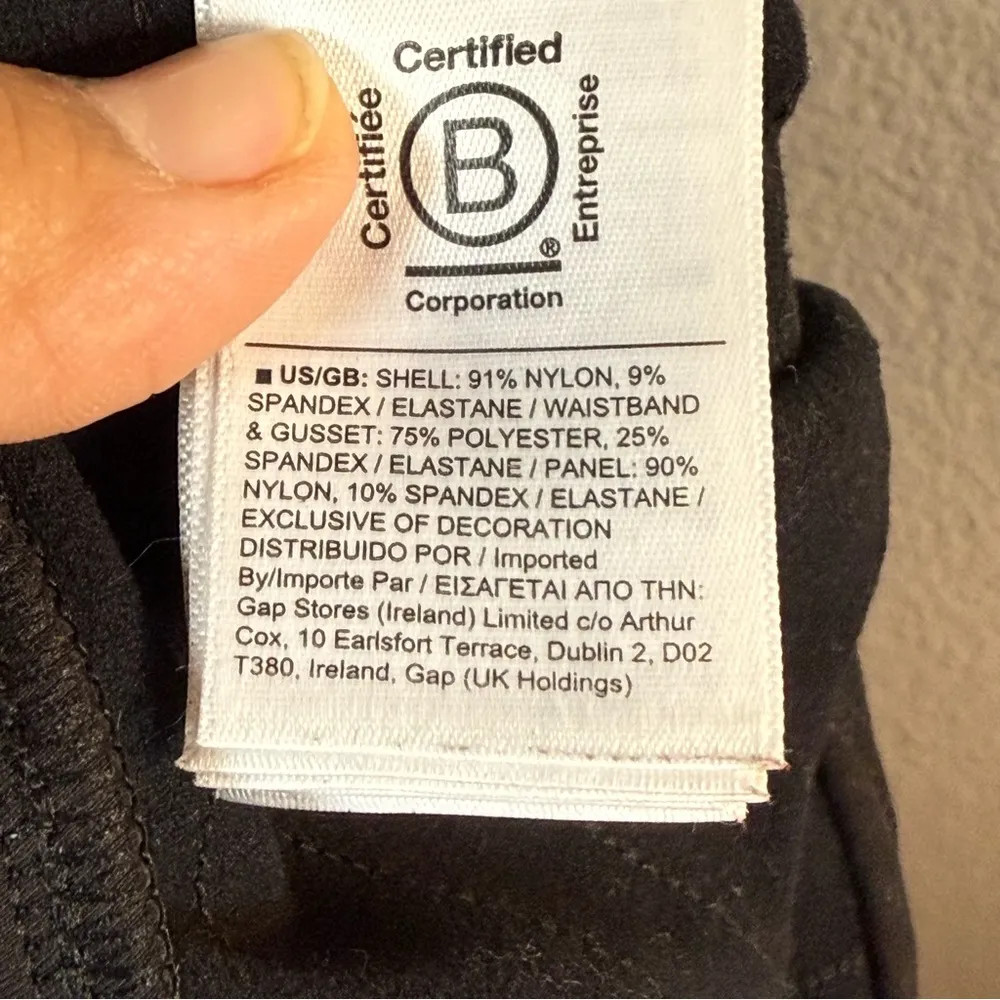 Certified
Certifiée
B
Entreprise
®
Corporation
■ US/GB: SHELL: 91% NYLON, 9%
SPANDEX / ELASTANE / WAISTBAND
& GUSSET: 75% POLYESTER, 25%
SPANDEX / ELASTANE / PANEL: 90%
NYLON, 10% SPANDEX / ELASTANE /
EXCLUSIVE OF DECORATION
DISTRIBUIDO POR / Imported
By/Importe Par / ΕΙΣΑΓΕΤΑΙ ΑΠΟ ΤΗΝ:
Gap Stores (Ireland) Limited c/o Arthur
Cox, 10 Earlsfort Terrace, Dublin 2, D02
T380, Ireland, Gap (UK Holdings)